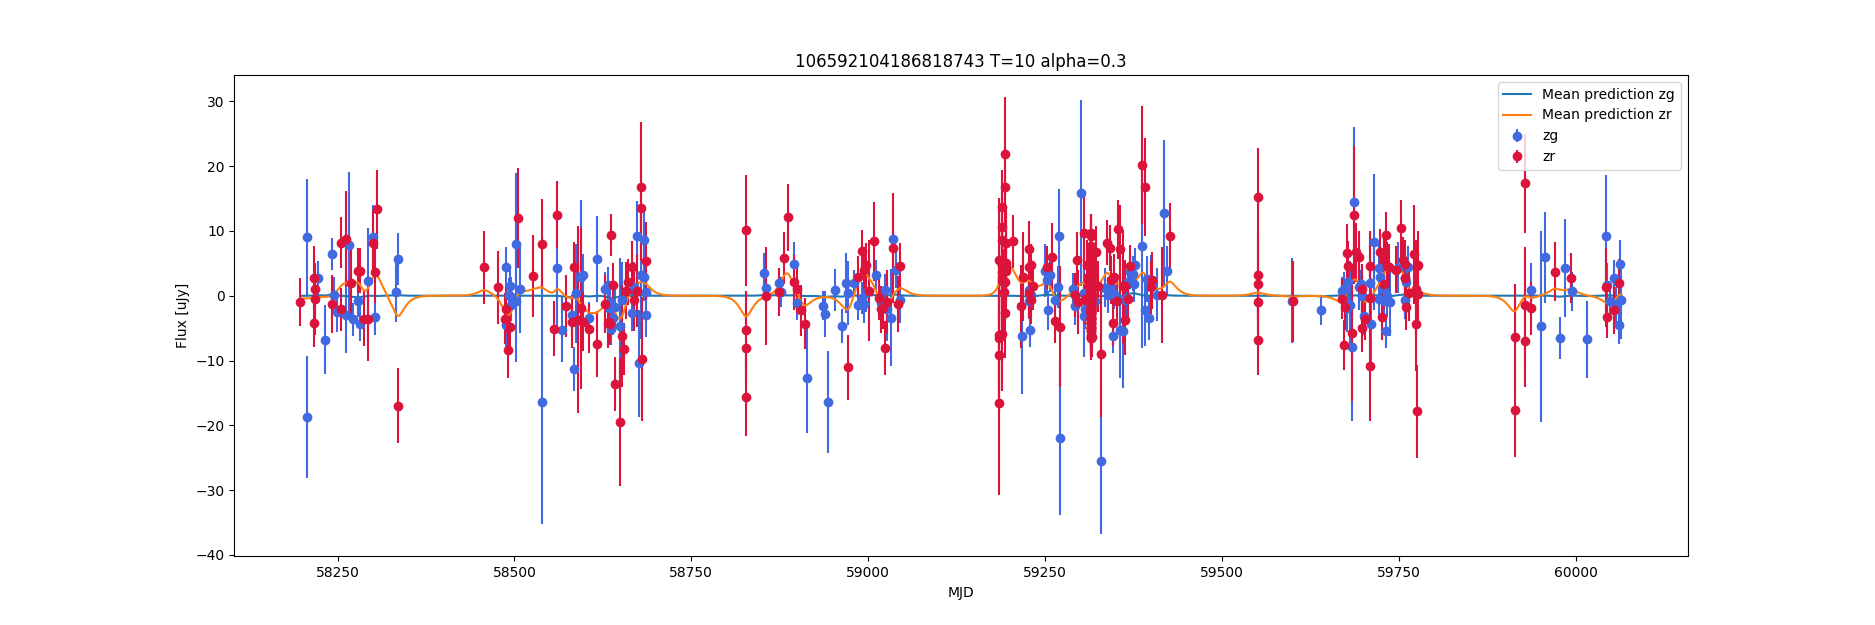 106592104186818743 T=10 alpha=0.3
Mean prediction zg
Mean prediction zr
zg
zr
Flux [uJy]
30
20
10
0
−10
−20
−30
−40
58250 58500 58750 59000 59250 59500 59750 60000
MJD